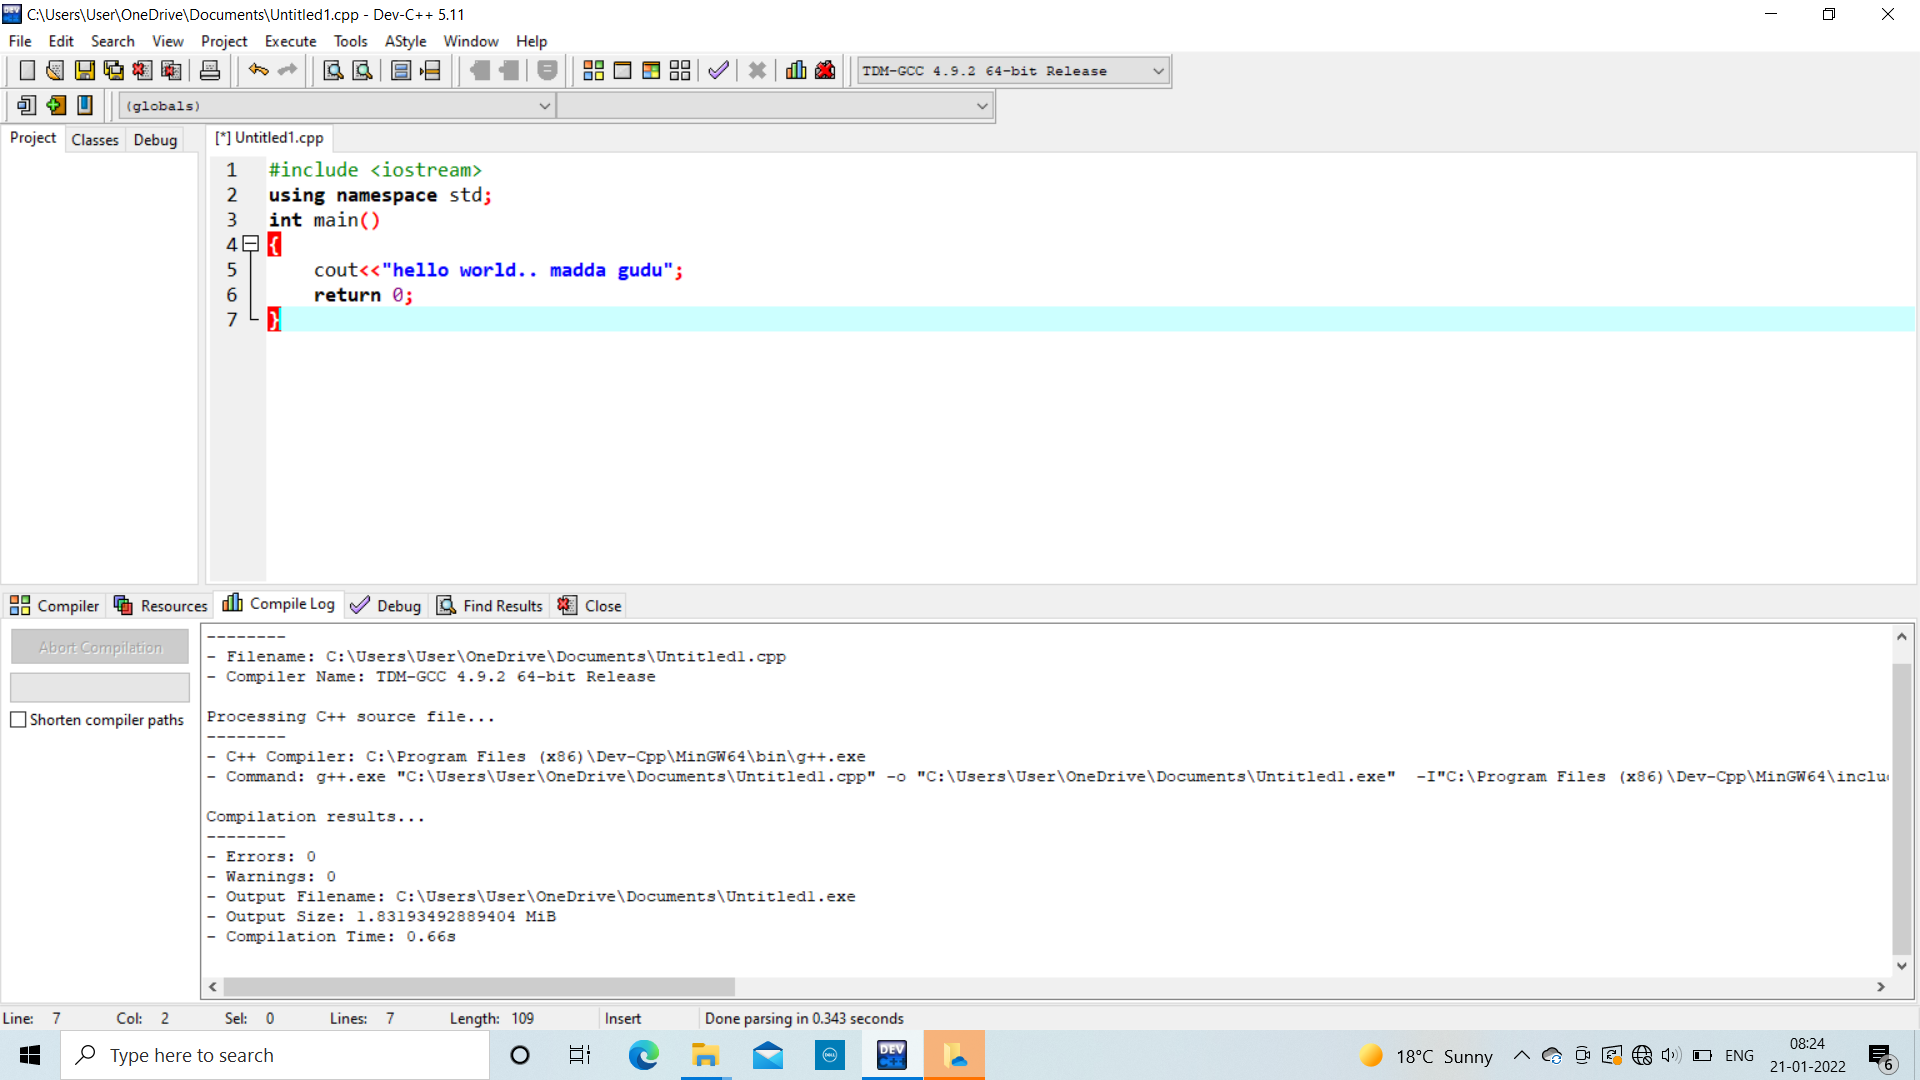 C:\Users\User\OneDrive\Documents\Untitled1.cpp - Dev-C++ 5.11
File Edit Search View Project Execute Tools AStyle Window Help
TDM-GCC 4.9.2 64-bit Release
(globals)
Project Classes Debug [*] Untitled1.cpp
1 #include <iostream>
2 using namespace std;
3 int main()
4 {
5 cout<<"hello world.. madda gudu";
6 return 0;
7 }
Compiler Resources Compile Log Debug Find Results Close
Abort Compilation
Shorten compiler paths
--------
- Filename: C:\Users\User\OneDrive\Documents\Untitled1.cpp
- Compiler Name: TDM-GCC 4.9.2 64-bit Release
Processing C++ source file...
--------
- C++ Compiler: C:\Program Files (x86)\Dev-Cpp\MinGW64\bin\g++.exe
- Command: g++.exe "C:\Users\User\OneDrive\Documents\Untitled1.cpp" -o "C:\Users\User\OneDrive\Documents\Untitled1.exe" -I"C:\Program Files (x86)\Dev-Cpp\MinGW64\inclu
Compilation results...
--------
- Errors: 0
- Warnings: 0
- Output Filename: C:\Users\User\OneDrive\Documents\Untitled1.exe
- Output Size: 1.83193492889404 MiB
- Compilation Time: 0.66s
Line: 7 Col: 2 Sel: 0 Lines: 7 Length: 109 Insert Done parsing in 0.343 seconds
Type here to search
DELL
DEV C++
18°C Sunny
ENG
08:24
21-01-2022
6